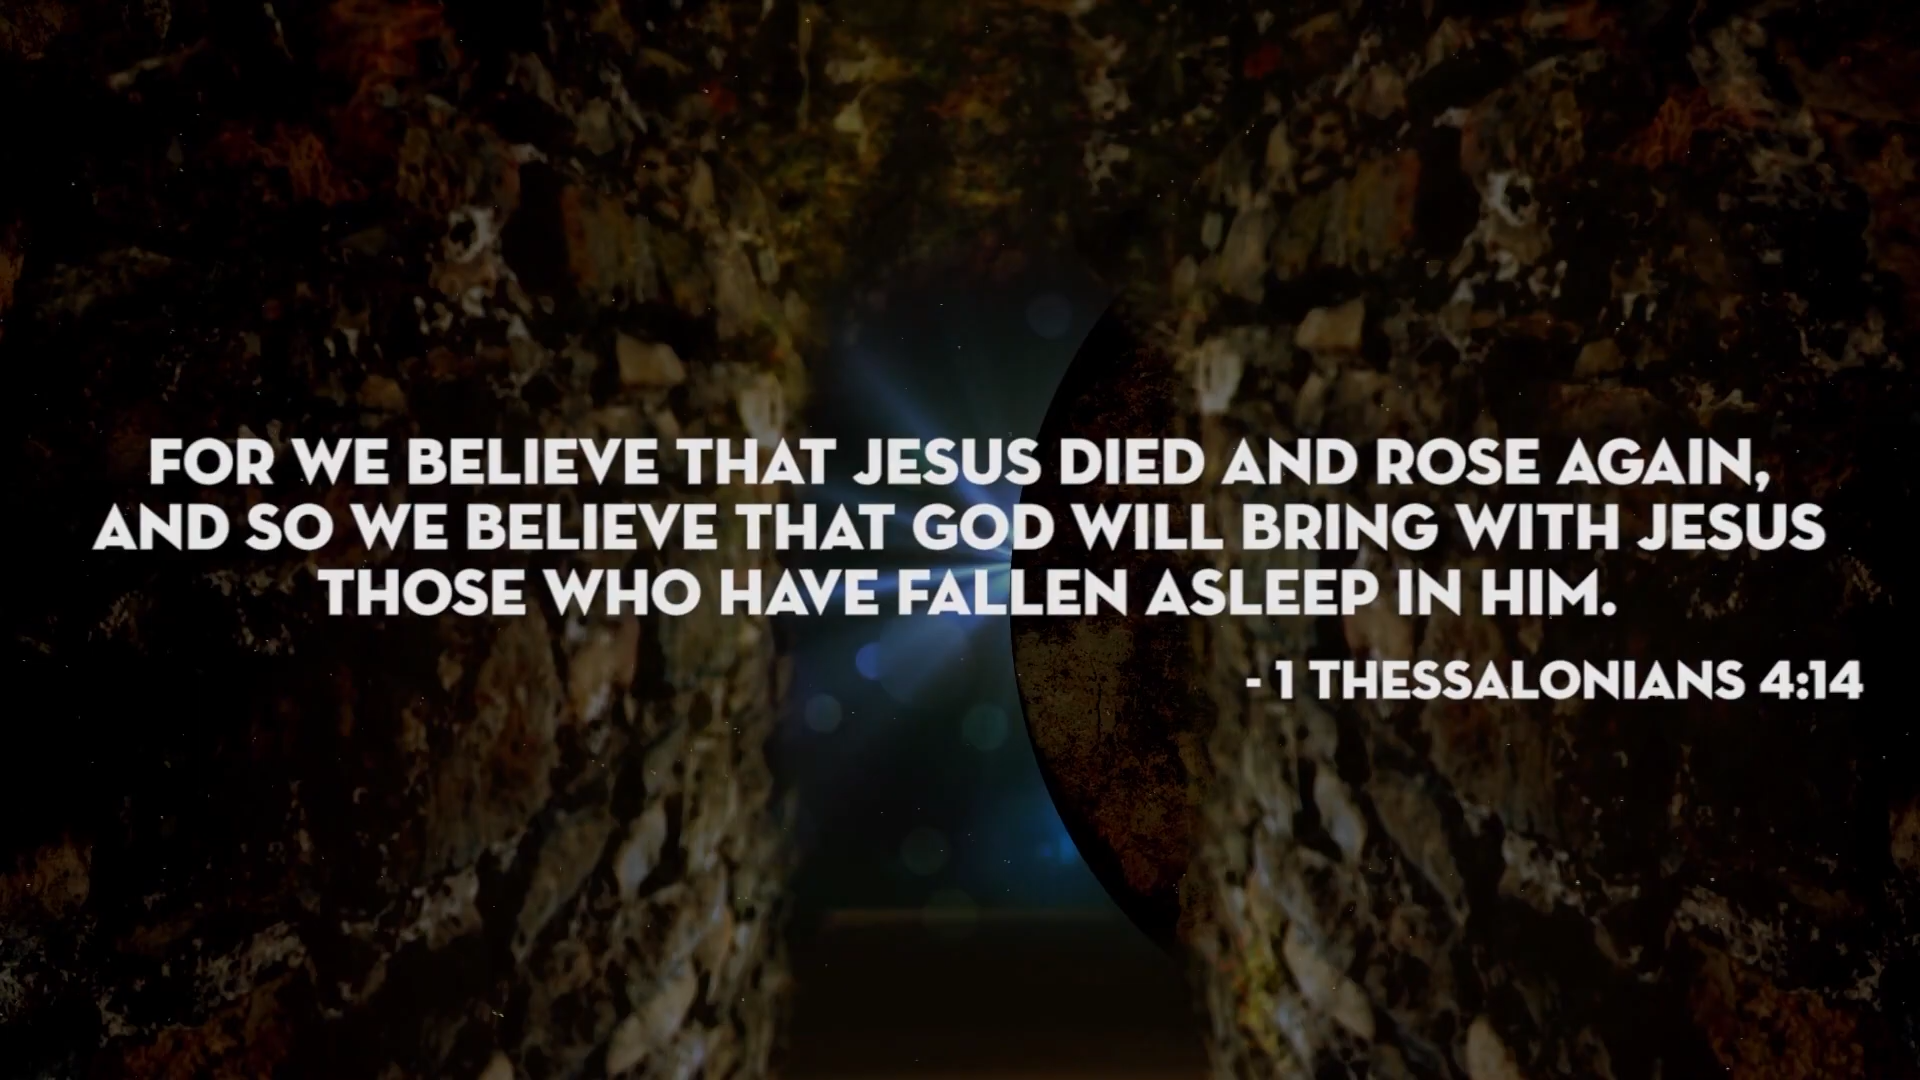 FOR WE BELIEVE THAT JESUS DIED AND ROSE AGAIN,
AND SO WE BELIEVE THAT GOD WILL BRING WITH JESUS
THOSE WHO HAVE FALLEN ASLEEP IN HIM.
- 1 THESSALONIANS 4:14